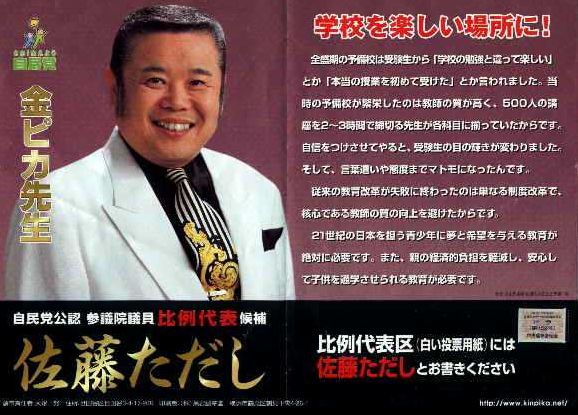 自民党
金ピカ先生
自民党公認 参議院議員 比例代表 候補
佐藤ただし
学校を楽しい場所に！
全盛期の予備校は受験生から「学校の勉強と違って楽しい」
とか「本当の授業を初めて受けた」とか言われました。当
時の予備校が繁栄したのは教師の質が高く、500人の講
座を2〜3時間で締切る先生が各科目に揃っていたからです。
自信をつけさせてやると、受験生の目の輝きが変わりました。
そして、言葉遣いや態度までマトモになったんです。
従来の教育改革が失敗に終わったのは単なる制度改革で、
核心である教師の質の向上を避けたからです。
21世紀の日本を担う青少年に夢と希望を与える教育が
絶対に必要です。また、親の経済的負担を軽減し、安心し
て子供を通学させられる教育が必要です。
比例代表区（白い投票用紙）には
佐藤ただしとお書きください
http://www.kinpika.net/